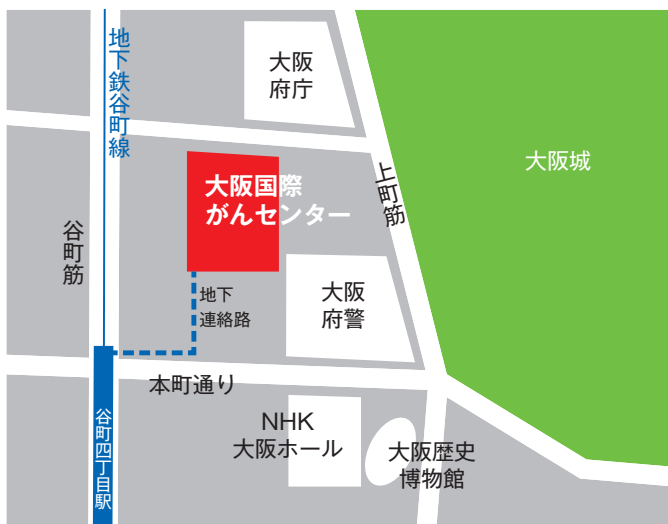 地下鉄谷町線
大阪
府庁
大阪城
大阪国際
がんセンター
上町筋
谷町筋
地下
連絡路
大阪
府警
本町通り
谷町四丁目駅
NHK
大阪ホール
大阪歴史
博物館